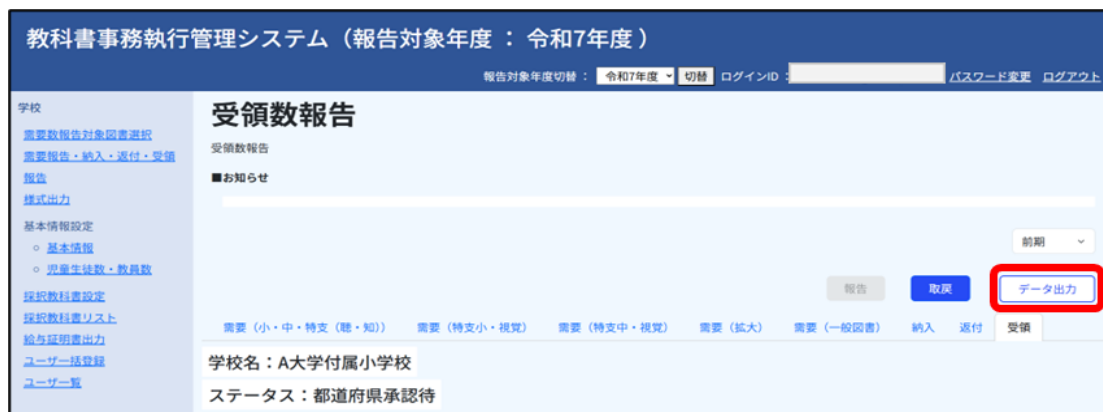 教科書事務執行管理システム（報告対象年度 ： 令和7年度 ）
報告対象年度切替 ： 令和7年度 切替 ログインID : パスワード変更 ログアウト
学校
需要数報告対象図書選択
需要報告・納入・返付・受領
報告
様式出力
基本情報設定
○ 基本情報
○ 児童生徒数・教員数
採択教科書設定
採択教科書リスト
給与証明書出力
ユーザ一括登録
ユーザ一覧
受領数報告
受領数報告
■お知らせ
前期
報告 取戻 データ出力
需要（小・中・特支（聴・知）） 需要（特支小・視覚） 需要（特支中・視覚） 需要（拡大） 需要（一般図書） 納入 返付 受領
学校名：A大学付属小学校
ステータス：都道府県承認待